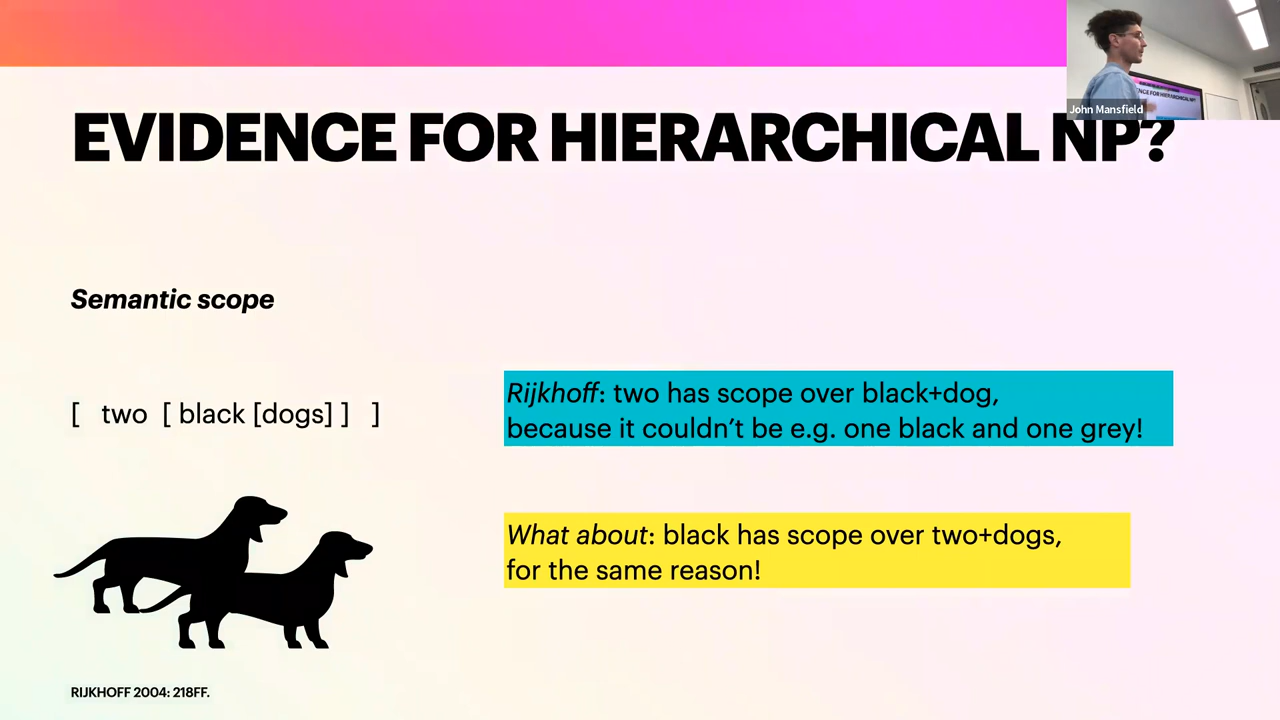 John Mansfield
EVIDENCE FOR HIERARCHICAL NP?
Semantic scope
[ two [ black [dogs] ] ]
Rijkhoff: two has scope over black+dog,
because it couldn't be e.g. one black and one grey!
What about: black has scope over two+dogs,
for the same reason!
RIJKHOFF 2004: 218FF.